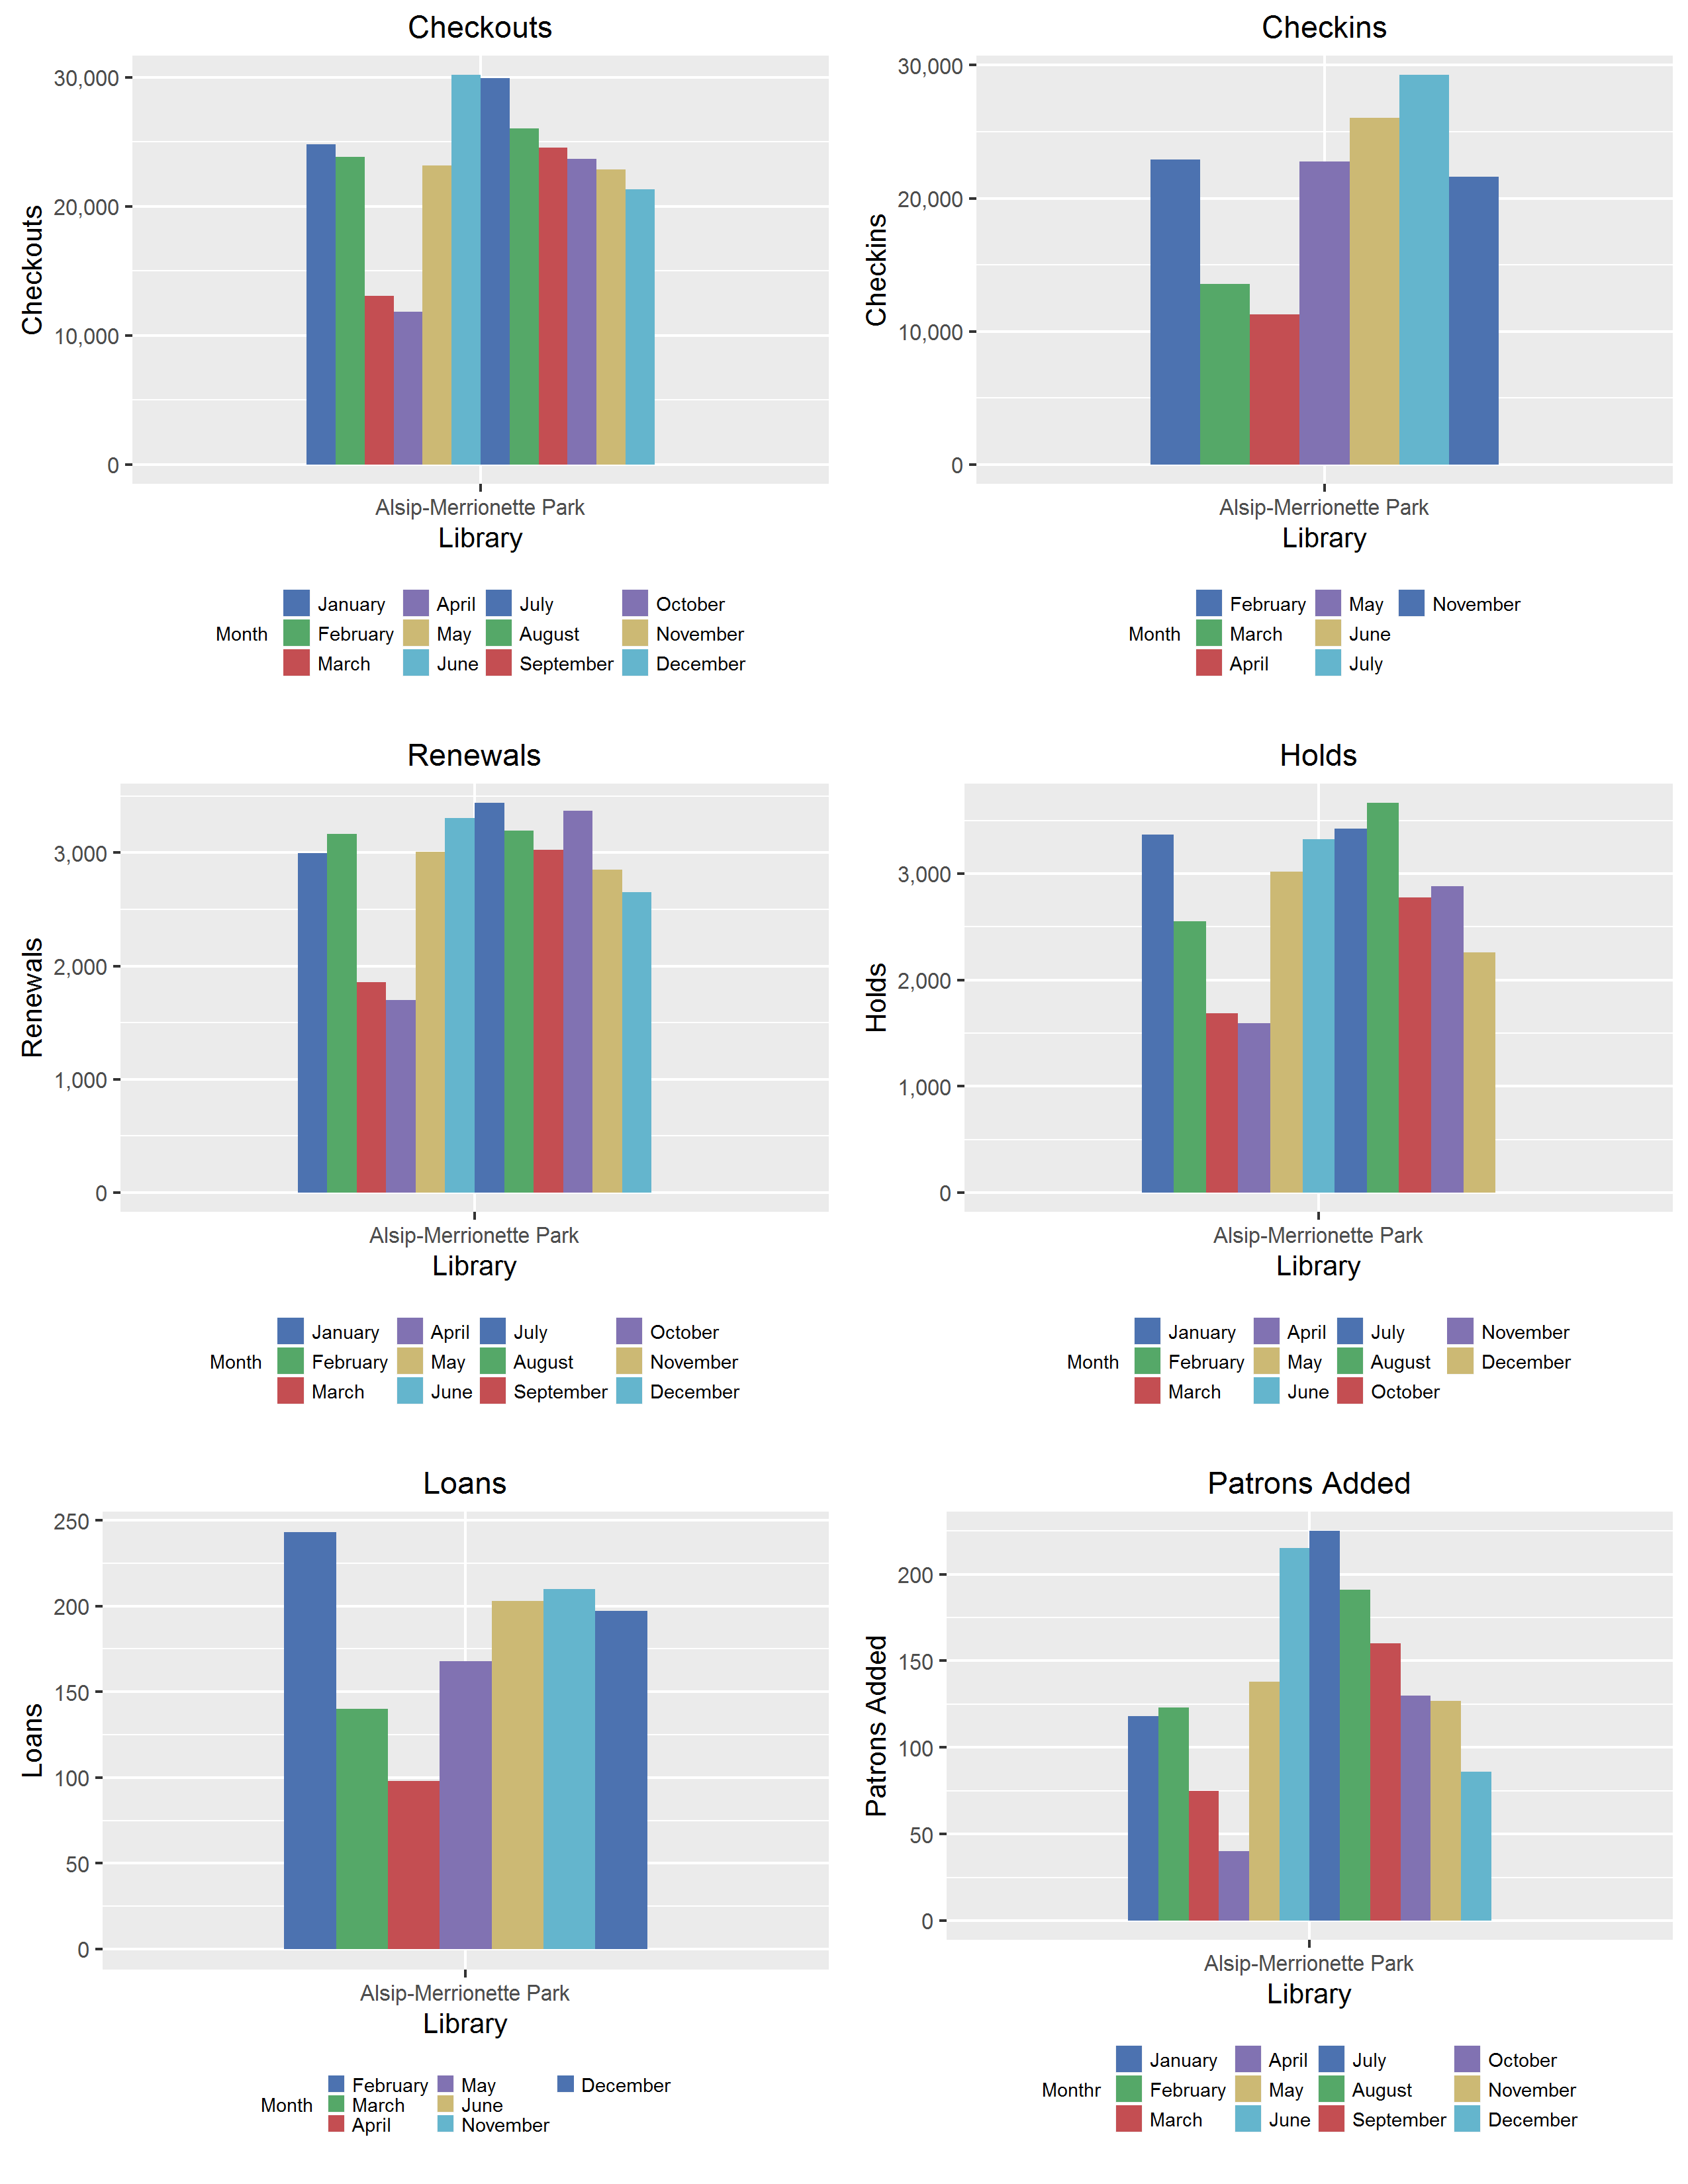 Checkouts
Checkouts
30,000
20,000
10,000
0
Alsip-Merrionette Park
Library
Month
January April July October
February May August November
March June September December
Checkins
Checkins
30,000
20,000
10,000
0
Alsip-Merrionette Park
Library
Month
February May November
March June
April July
Renewals
Renewals
3,000
2,000
1,000
0
Alsip-Merrionette Park
Library
Month
January April July October
February May August November
March June September December
Holds
Holds
3,000
2,000
1,000
0
Alsip-Merrionette Park
Library
Month
January April July November
February May August December
March June October
Loans
Loans
250
200
150
100
50
0
Alsip-Merrionette Park
Library
Month
February May December
March June
April November
Patrons Added
Patrons Added
200
150
100
50
0
Alsip-Merrionette Park
Library
Monthr
January April July October
February May August November
March June September December